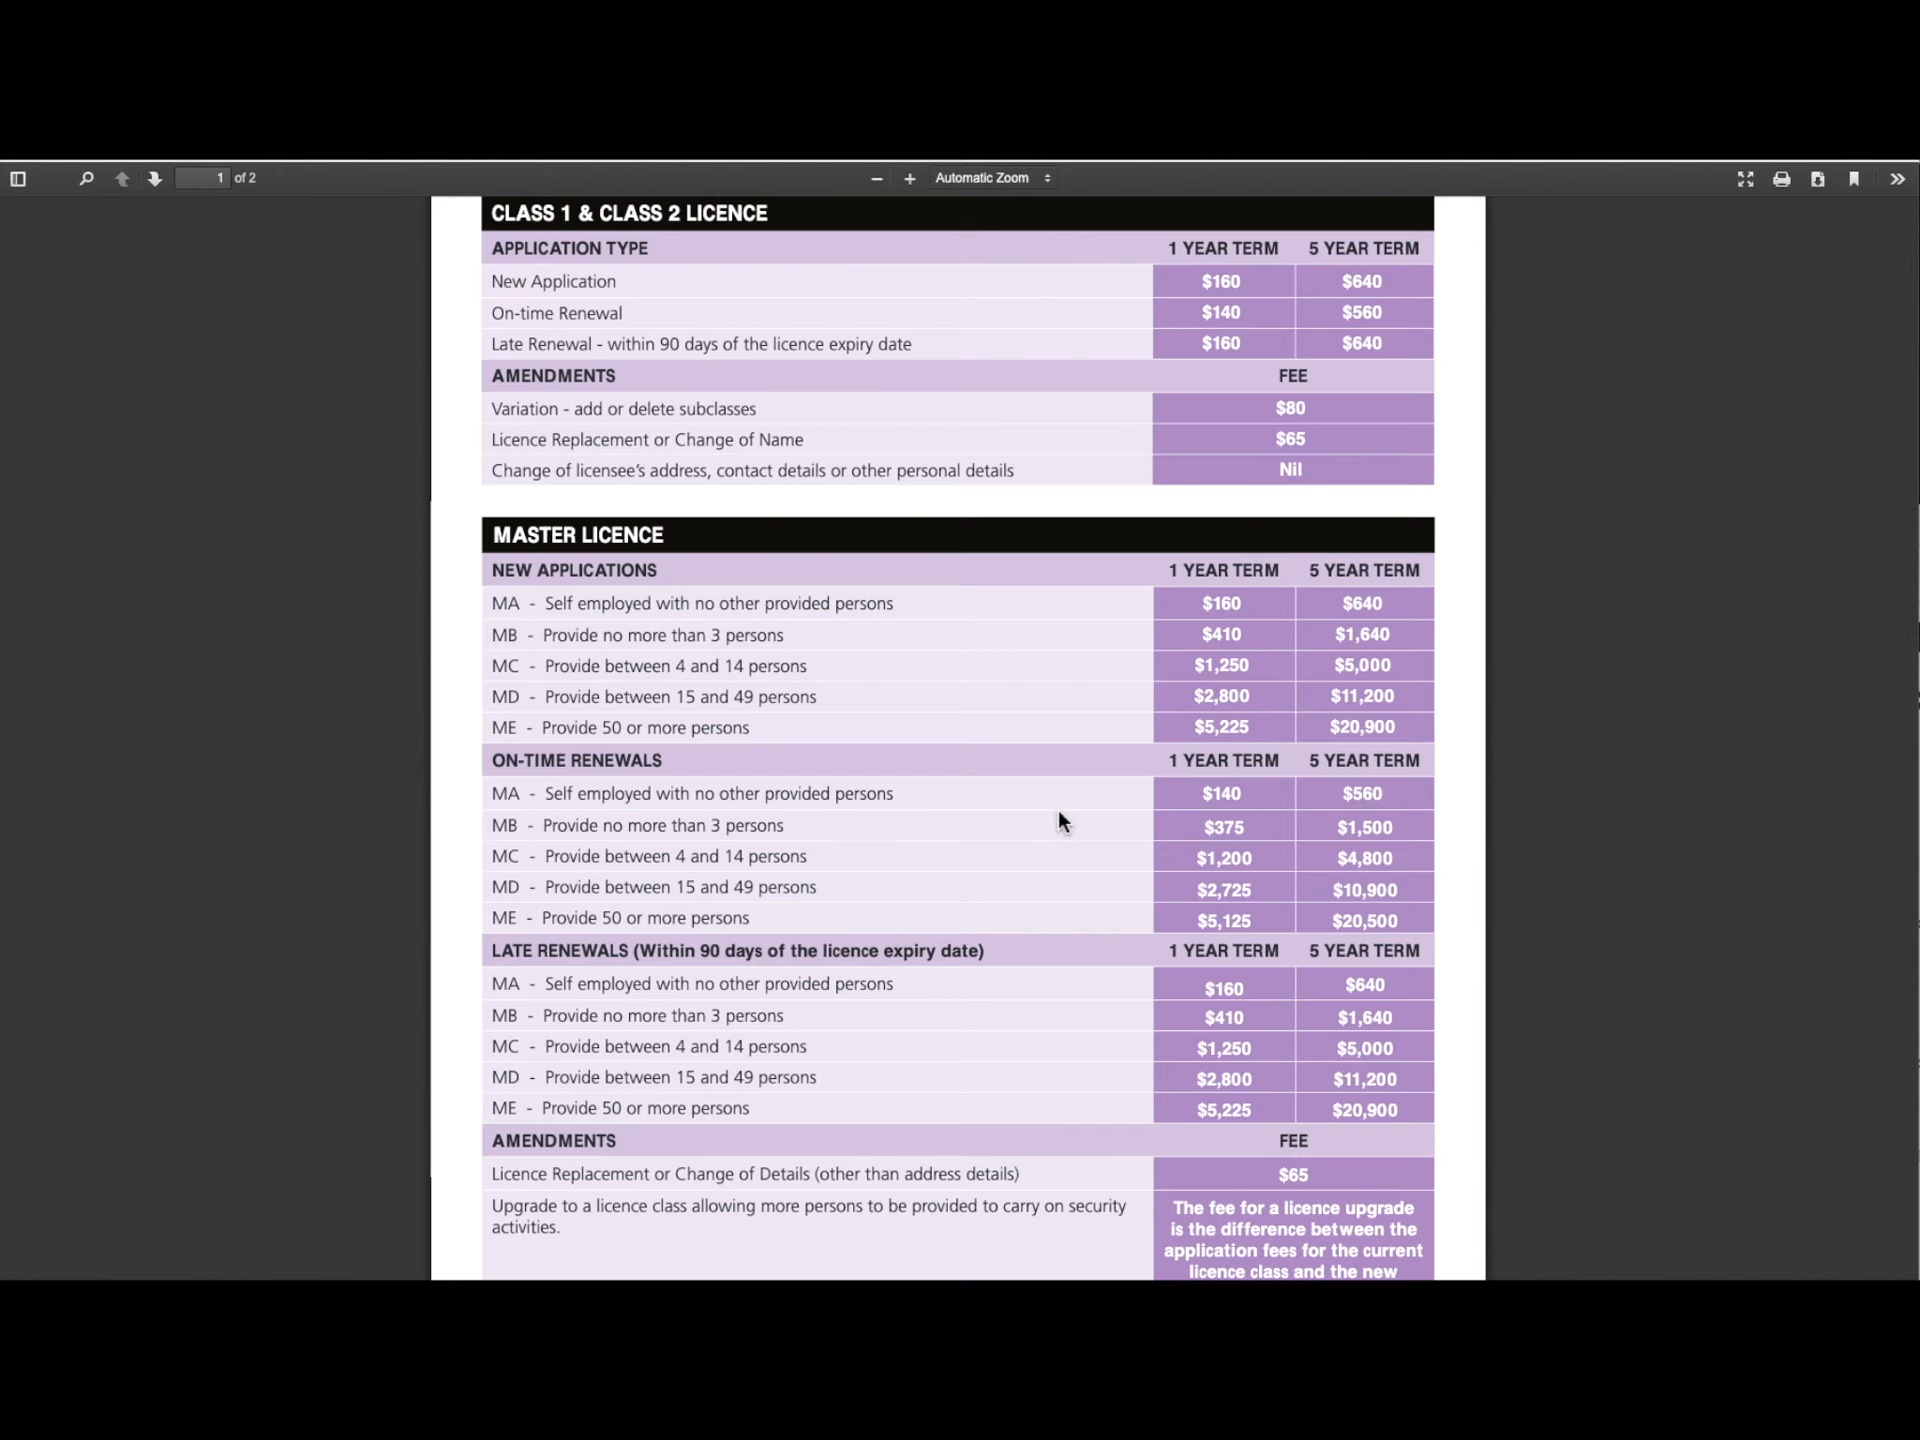 1 of 2
Automatic Zoom
CLASS 1 & CLASS 2 LICENCE
APPLICATION TYPE 1 YEAR TERM 5 YEAR TERM
New Application $160 $640
On-time Renewal $140 $560
Late Renewal - within 90 days of the licence expiry date $160 $640
AMENDMENTS FEE
Variation - add or delete subclasses $80
Licence Replacement or Change of Name $65
Change of licensee's address, contact details or other personal details Nil
MASTER LICENCE
NEW APPLICATIONS 1 YEAR TERM 5 YEAR TERM
MA - Self employed with no other provided persons $160 $640
MB - Provide no more than 3 persons $410 $1,640
MC - Provide between 4 and 14 persons $1,250 $5,000
MD - Provide between 15 and 49 persons $2,800 $11,200
ME - Provide 50 or more persons $5,225 $20,900
ON-TIME RENEWALS 1 YEAR TERM 5 YEAR TERM
MA - Self employed with no other provided persons $140 $560
MB - Provide no more than 3 persons $375 $1,500
MC - Provide between 4 and 14 persons $1,200 $4,800
MD - Provide between 15 and 49 persons $2,725 $10,900
ME - Provide 50 or more persons $5,125 $20,500
LATE RENEWALS (Within 90 days of the licence expiry date) 1 YEAR TERM 5 YEAR TERM
MA - Self employed with no other provided persons $160 $640
MB - Provide no more than 3 persons $410 $1,640
MC - Provide between 4 and 14 persons $1,250 $5,000
MD - Provide between 15 and 49 persons $2,800 $11,200
ME - Provide 50 or more persons $5,225 $20,900
AMENDMENTS FEE
Licence Replacement or Change of Details (other than address details) $65
Upgrade to a licence class allowing more persons to be provided to carry on security
activities.
The fee for a licence upgrade
is the difference between the
application fees for the current
licence class and the new